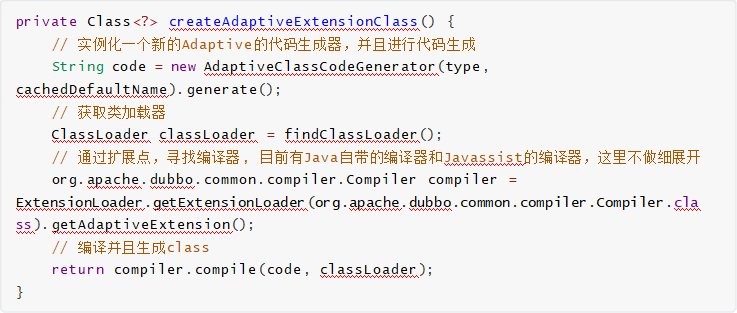 private Class<?> createAdaptiveExtensionClass() {
    // 实例化一个新的Adaptive的代码生成器，并且进行代码生成
    String code = new AdaptiveClassCodeGenerator(type,
cachedDefaultName).generate();
    // 获取类加载器
    ClassLoader classLoader = findClassLoader();
    // 通过扩展点，寻找编译器, 目前有Java自带的编译器和Javassist的编译器，这里不做细展开
    org.apache.dubbo.common.compiler.Compiler compiler =
ExtensionLoader.getExtensionLoader(org.apache.dubbo.common.compiler.Compiler.cla
ss).getAdaptiveExtension();
    // 编译并且生成class
    return compiler.compile(code, classLoader);
}